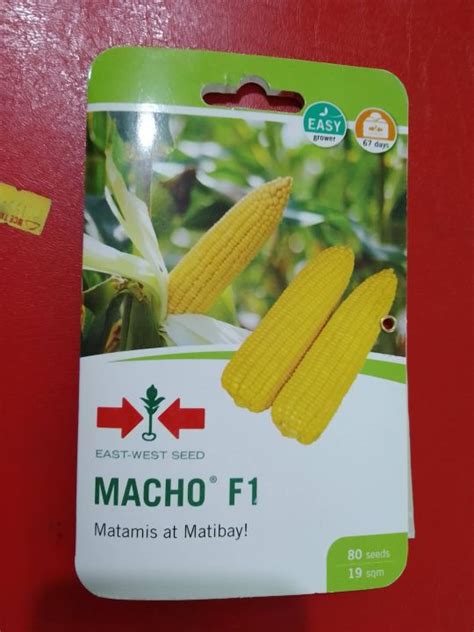 EASY
grower
67 days
EAST-WEST SEED
MACHO® F1
Matamis at Matibay!
80 seeds
19 sqm